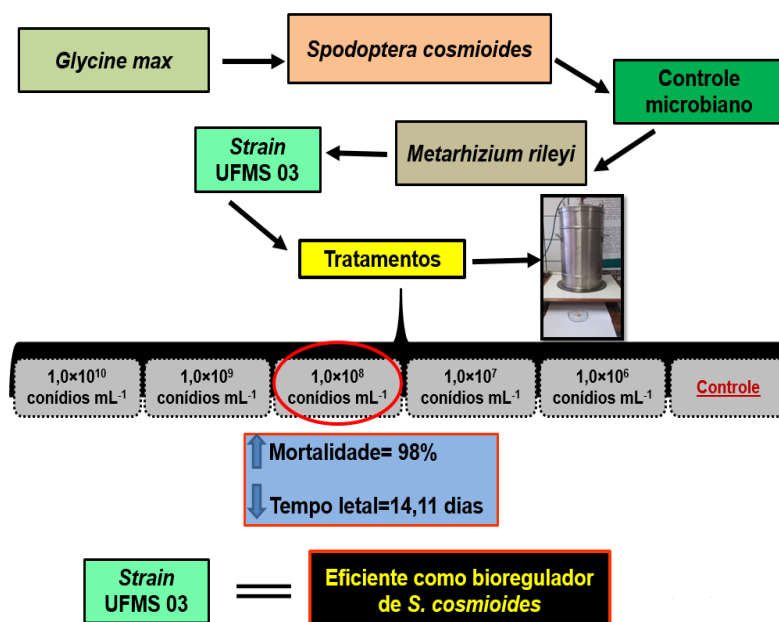 Glycine max
Spodoptera cosmioides
Controle
microbiano
Metarhizium rileyi
Strain
UFMS 03
Tratamentos
1,0×10¹⁰
conídios mL⁻¹
1,0×10⁹
conídios mL⁻¹
1,0×10⁸
conídios mL⁻¹
1,0×10⁷
conídios mL⁻¹
1,0×10⁶
conídios mL⁻¹
Controle
Mortalidade= 98%
Tempo letal=14,11 dias
Strain
UFMS 03
Eficiente como bioregulador
de S. cosmioides